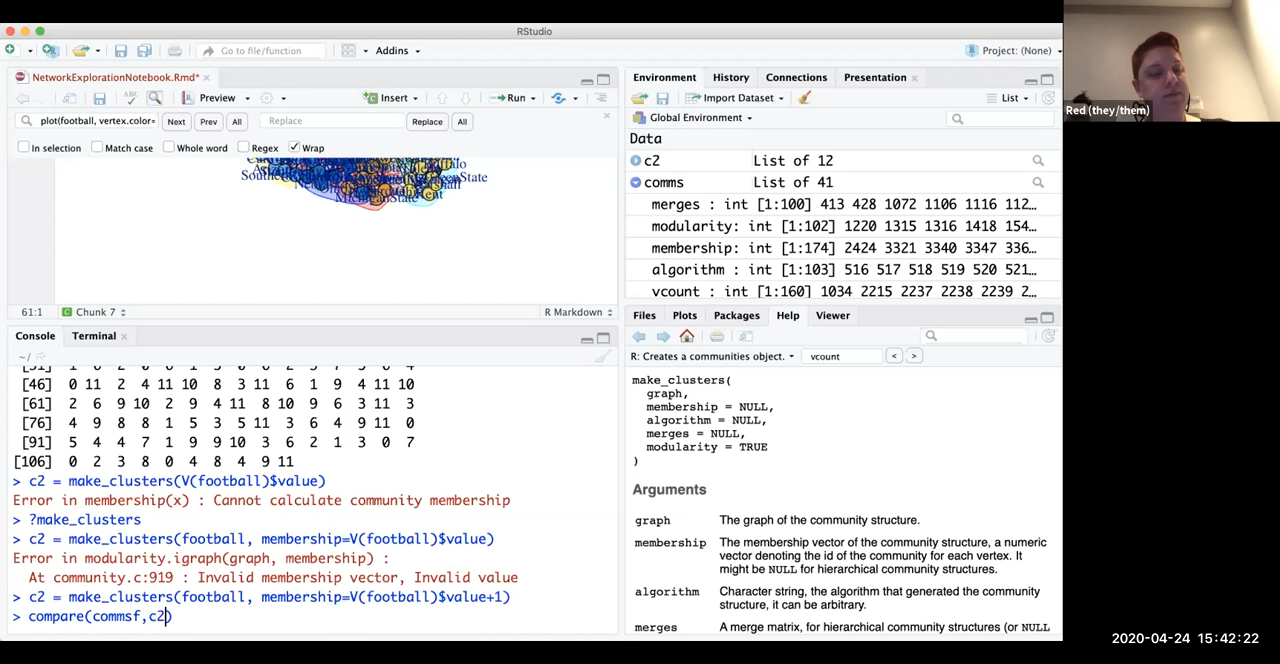 RStudio
Go to file/function
Addins
Project: (None)
NetworkExplorationNotebook.Rmd*
Preview
Insert
Run
plot(football, vertex.color=
Next
Prev
All
Replace
Replace
All
In selection
Match case
Whole word
Regex
Wrap
MichiganState
Kent
61:1
Chunk 7
R Markdown
Console
Terminal
~/
[46] 0 11 2 4 11 10 8 3 11 6 1 9 4 11 10
[61] 2 6 9 10 2 9 4 11 8 10 9 6 3 11 3
[76] 4 9 8 8 1 5 3 5 11 3 6 4 9 11 0
[91] 5 4 4 7 1 9 9 10 3 6 2 1 3 0 7
[106] 0 2 3 8 0 4 8 4 9 11
> c2 = make_clusters(V(football)$value)
Error in membership(x) : Cannot calculate community membership
> ?make_clusters
> c2 = make_clusters(football, membership=V(football)$value)
Error in modularity.igraph(graph, membership) :
At community.c:919 : Invalid membership vector, Invalid value
> c2 = make_clusters(football, membership=V(football)$value+1)
> compare(commsf,c2)
Environment
History
Connections
Presentation
Import Dataset
List
Global Environment
Data
c2 List of 12
comms List of 41
merges : int [1:100] 413 428 1072 1106 1116 112…
modularity: int [1:102] 1220 1315 1316 1418 154…
membership: int [1:174] 2424 3321 3340 3347 336…
algorithm : int [1:103] 516 517 518 519 520 521…
vcount : int [1:160] 1034 2215 2237 2238 2239 2…
Files
Plots
Packages
Help
Viewer
R: Creates a communities object.
vcount
<
>
make_clusters(
graph,
membership = NULL,
algorithm = NULL,
merges = NULL,
modularity = TRUE
)
Arguments
graph The graph of the community structure.
membership The membership vector of the community structure, a numeric
vector denoting the id of the community for each vertex. It
might be NULL for hierarchical community structures.
algorithm Character string, the algorithm that generated the community
structure, it can be arbitrary.
merges A merge matrix, for hierarchical community structures (or NULL
Red (they/them)
2020-04-24 15:42:22